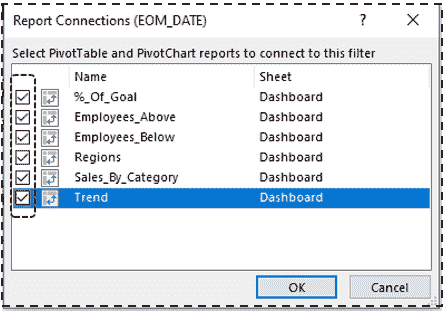 Report Connections (EOM_DATE) ? ×
Select PivotTable and PivotChart reports to connect to this filter
Name Sheet
%_Of_Goal Dashboard
Employees_Above Dashboard
Employees_Below Dashboard
Regions Dashboard
Sales_By_Category Dashboard
Trend Dashboard
OK Cancel